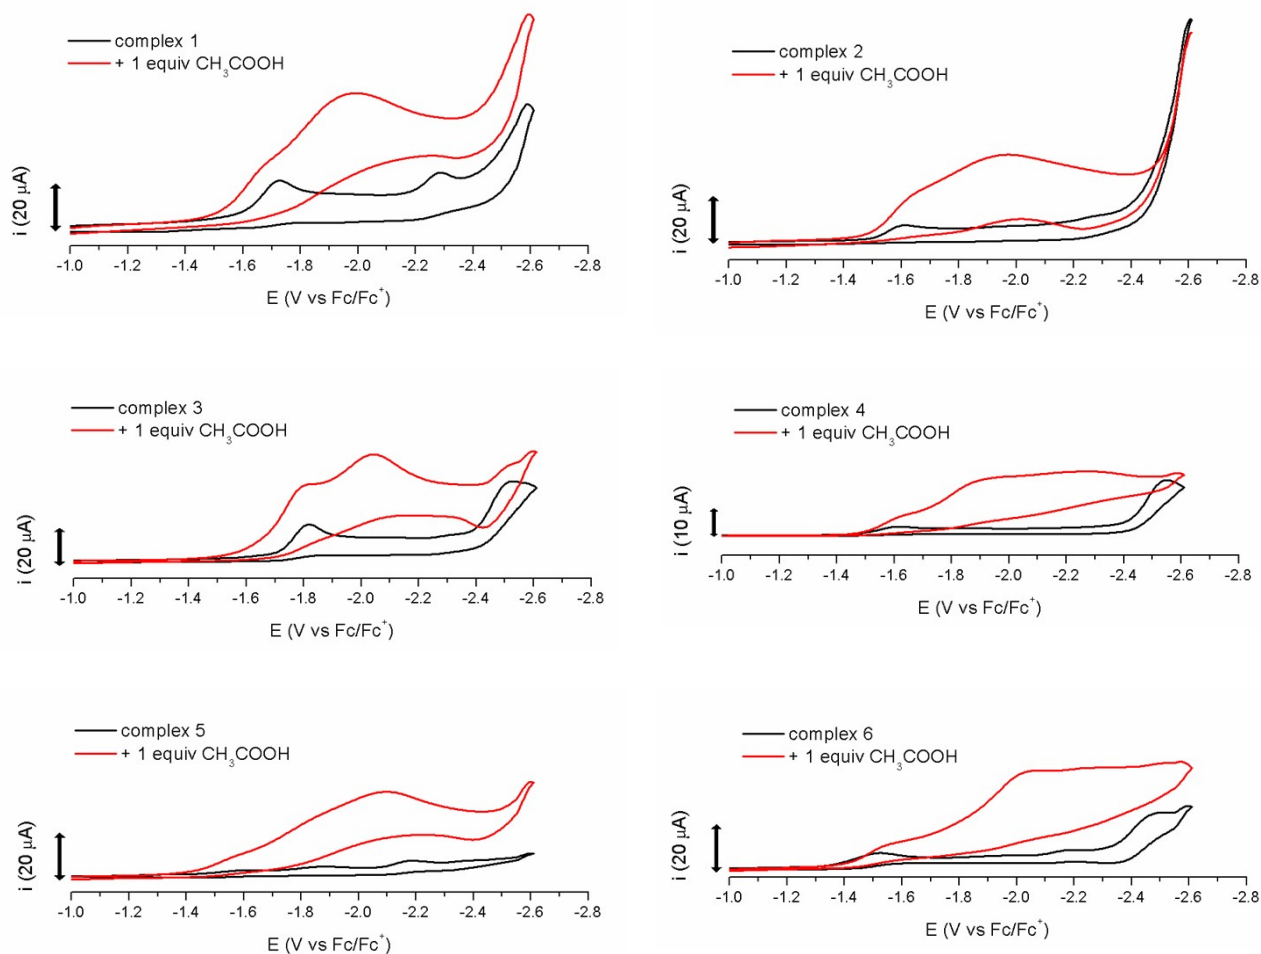 complex 1
+ 1 equiv CH₃COOH
i (20 μA)
-1.0 -1.2 -1.4 -1.6 -1.8 -2.0 -2.2 -2.4 -2.6 -2.8
E (V vs Fc/Fc⁺)
complex 2
+ 1 equiv CH₃COOH
i (20 μA)
-1.0 -1.2 -1.4 -1.6 -1.8 -2.0 -2.2 -2.4 -2.6 -2.8
E (V vs Fc/Fc⁺)
complex 3
+ 1 equiv CH₃COOH
i (20 μA)
-1.0 -1.2 -1.4 -1.6 -1.8 -2.0 -2.2 -2.4 -2.6 -2.8
E (V vs Fc/Fc⁺)
complex 4
+ 1 equiv CH₃COOH
i (10 μA)
-1.0 -1.2 -1.4 -1.6 -1.8 -2.0 -2.2 -2.4 -2.6 -2.8
E (V vs Fc/Fc⁺)
complex 5
+ 1 equiv CH₃COOH
i (20 μA)
-1.0 -1.2 -1.4 -1.6 -1.8 -2.0 -2.2 -2.4 -2.6 -2.8
E (V vs Fc/Fc⁺)
complex 6
+ 1 equiv CH₃COOH
i (20 μA)
-1.0 -1.2 -1.4 -1.6 -1.8 -2.0 -2.2 -2.4 -2.6 -2.8
E (V vs Fc/Fc⁺)